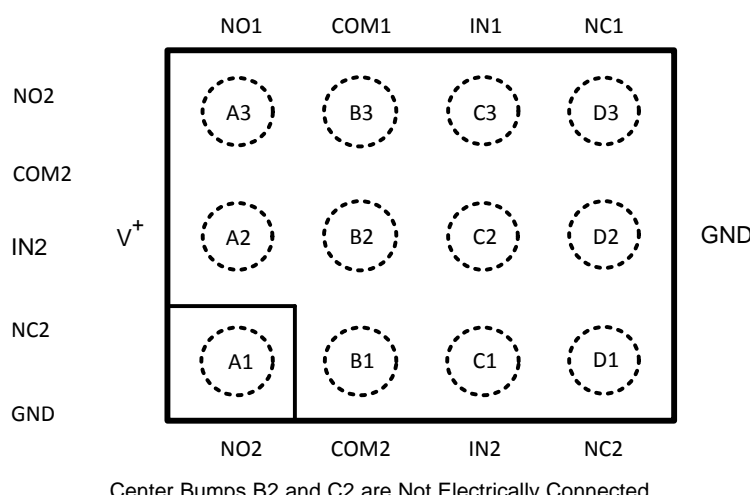 NO1 COM1 IN1 NC1
NO2
A3 B3 C3 D3
COM2
V+ A2 B2 C2 D2 GND
IN2
NC2
A1 B1 C1 D1
GND
NO2 COM2 IN2 NC2
Center Bumps B2 and C2 are Not Electrically Connected